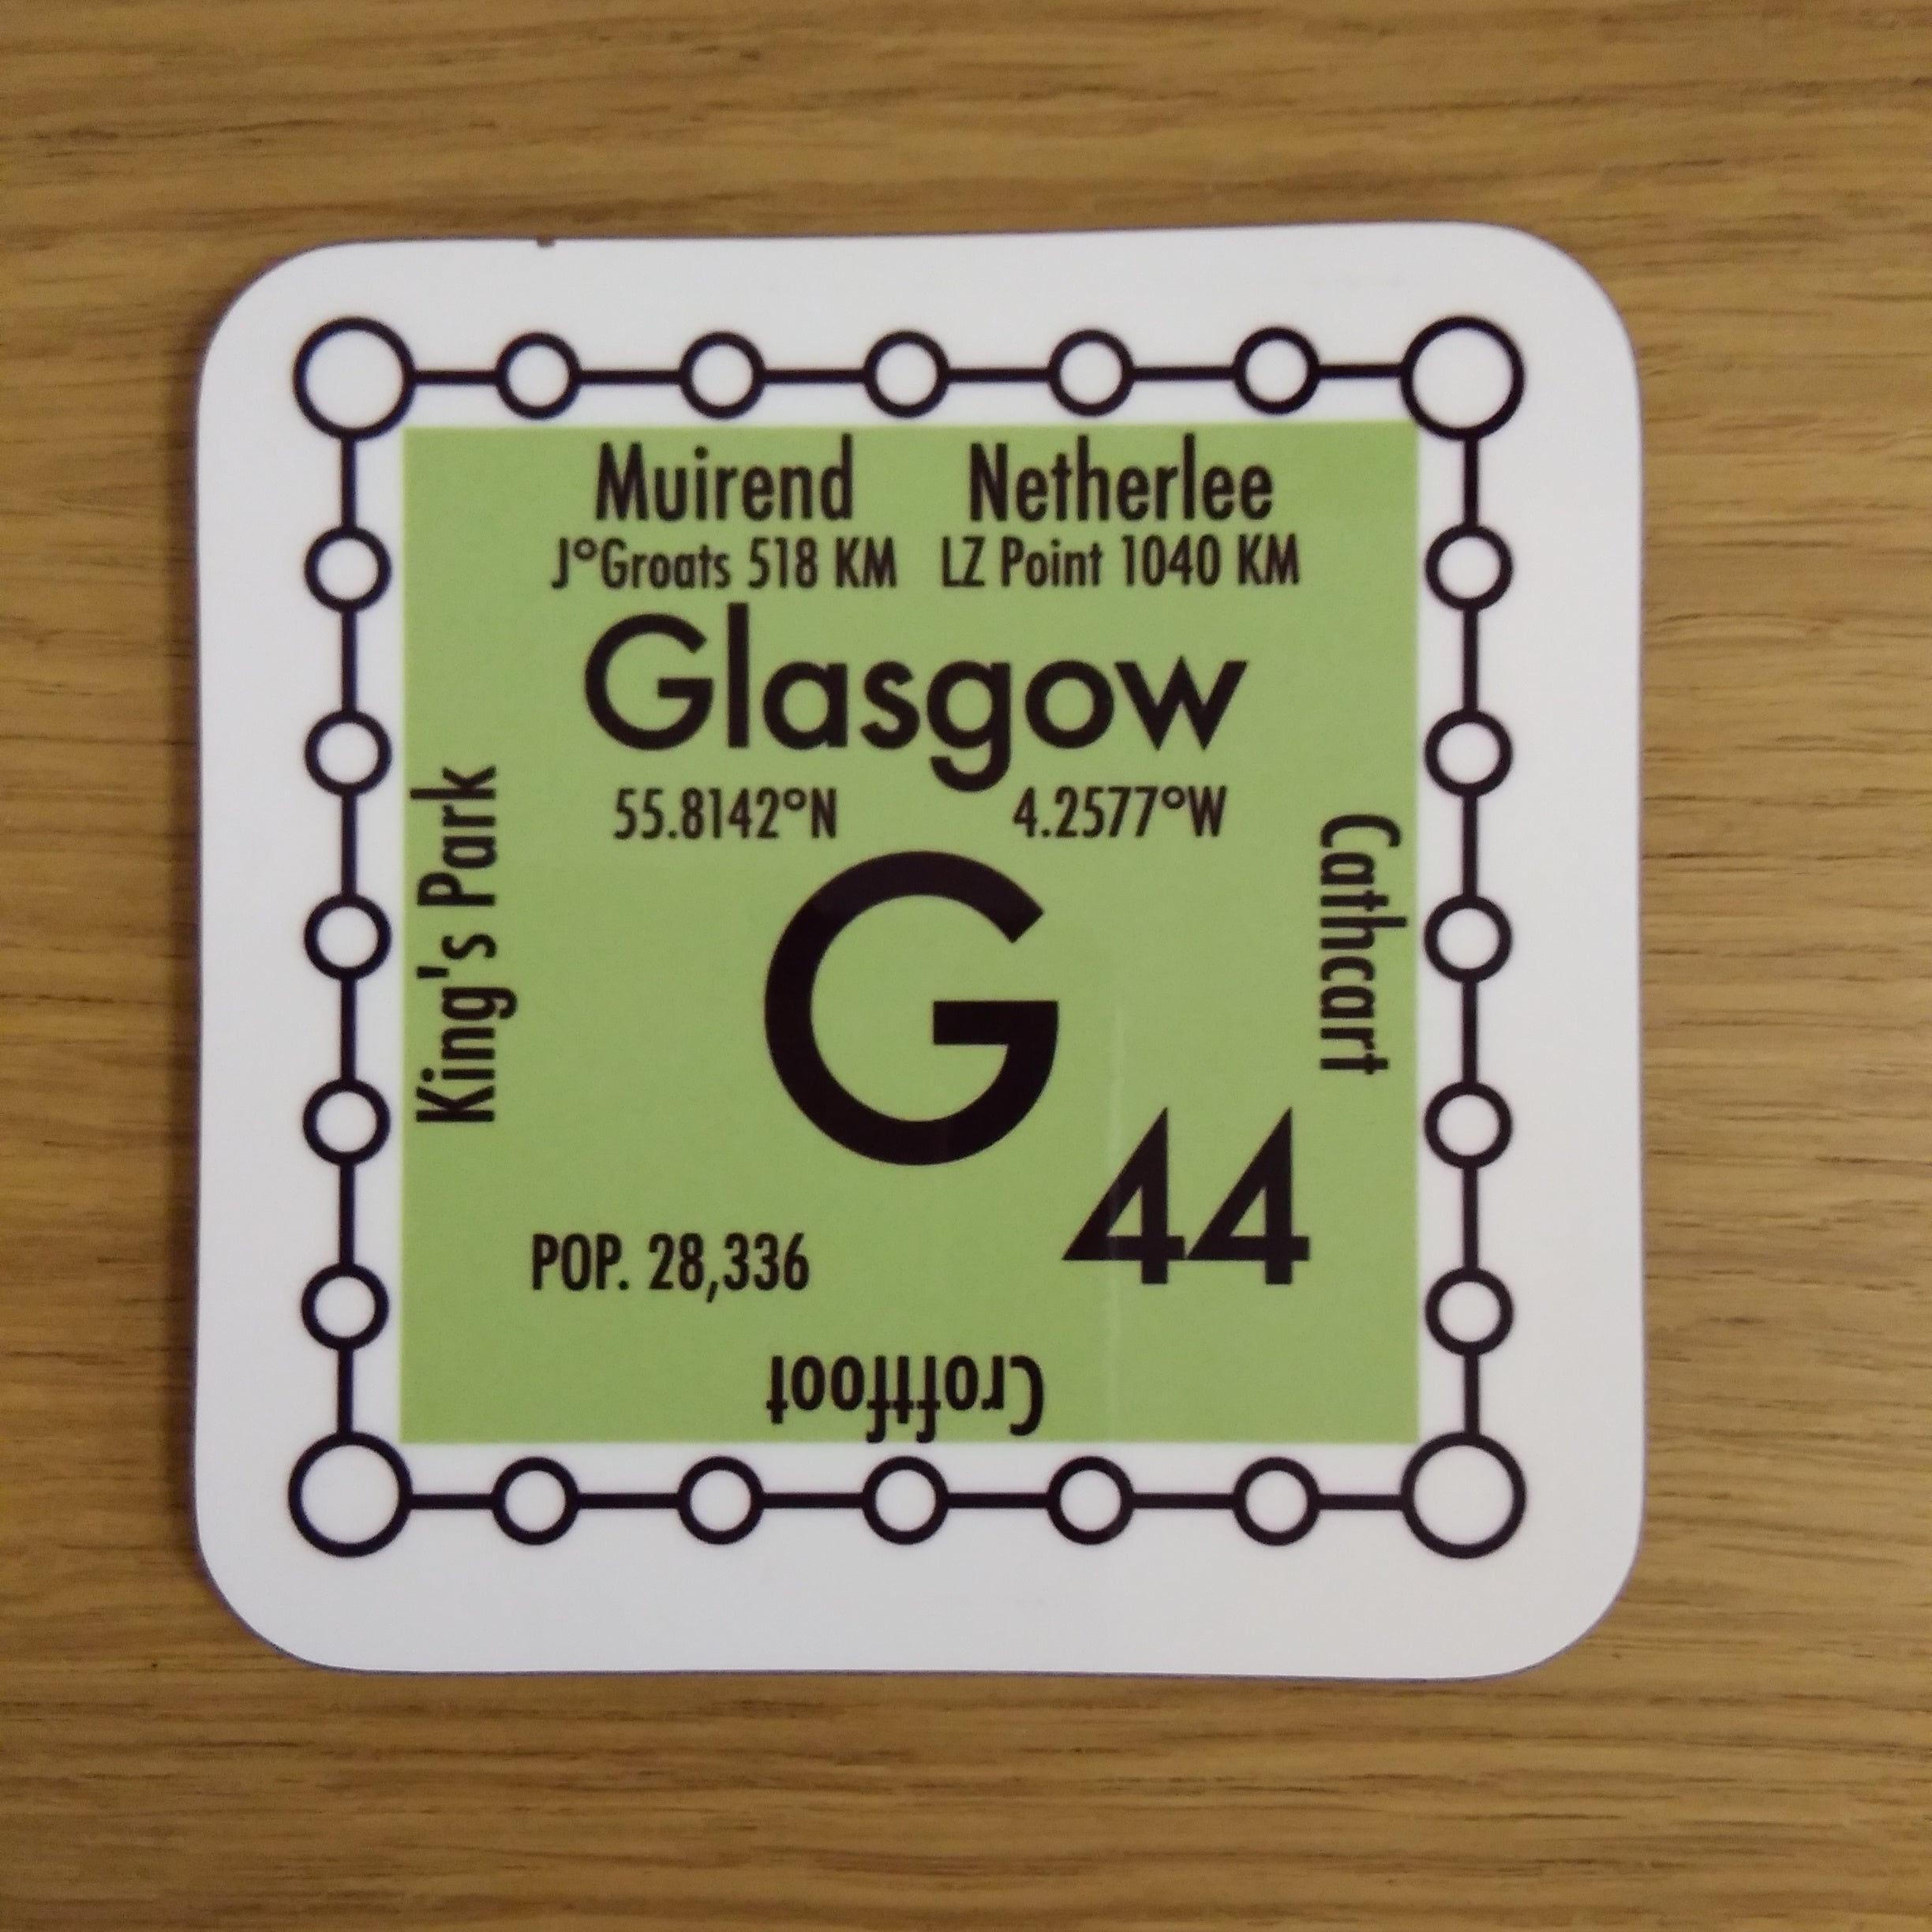 Muirend Netherlee
J°Groats 518 KM LZ Point 1040 KM
Glasgow
55.8142°N 4.2577°W
King's Park
Cathcart
G
44
POP. 28,336
Croftfoot